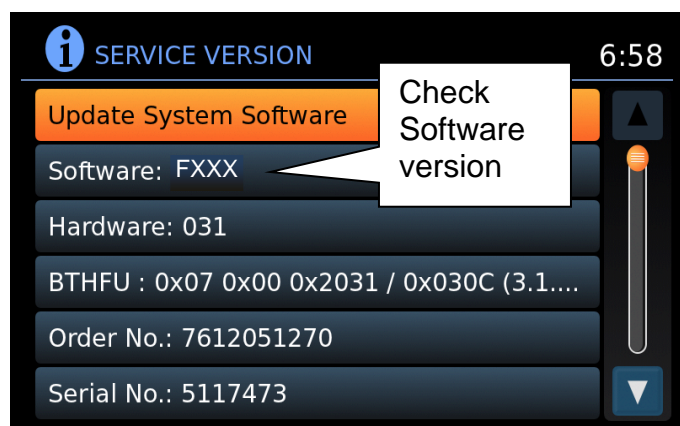 SERVICE VERSION
6:58
Update System Software
Check
Software
version
Software: FXXX
Hardware: 031
BTHFU : 0x07 0x00 0x2031 / 0x030C (3.1....
Order No.: 7612051270
Serial No.: 5117473